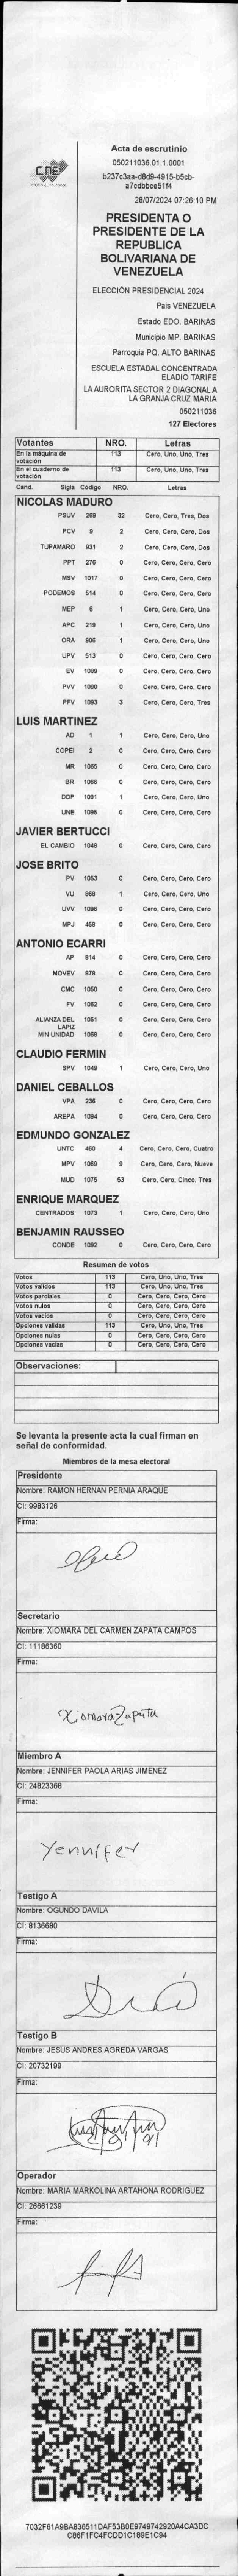 CNE
Acta de escrutinio
050211036.01.1.0001
b237c3aa-d8d9-4915-b5cb-
a7cdbbce51f4
28/07/2024 07:26:10 PM
PRESIDENTA O
PRESIDENTE DE LA
REPUBLICA
BOLIVARIANA DE
VENEZUELA
ELECCIÓN PRESIDENCIAL 2024
Pais VENEZUELA
Estado EDO. BARINAS
Municipio MP. BARINAS
Parroquia PQ. ALTO BARINAS
ESCUELA ESTADAL CONCENTRADA
ELADIO TARIFE
LA AURORITA SECTOR 2 DIAGONAL A
LA GRANJA CRUZ MARIA
050211036
127 Electores
Votantes NRO. Letras
En la máquina de votación 113 Cero, Uno, Uno, Tres
En el cuaderno de votación 113 Cero, Uno, Uno, Tres
Cand. Sigla Código NRO. Letras
NICOLAS MADURO
PSUV 269 32 Cero, Cero, Tres, Dos
PCV 9 2 Cero, Cero, Cero, Dos
TUPAMARO 931 2 Cero, Cero, Cero, Dos
PPT 276 0 Cero, Cero, Cero, Cero
MSV 1017 0 Cero, Cero, Cero, Cero
PODEMOS 514 0 Cero, Cero, Cero, Cero
MEP 6 1 Cero, Cero, Cero, Uno
APC 219 1 Cero, Cero, Cero, Uno
ORA 906 1 Cero, Cero, Cero, Uno
UPV 513 0 Cero, Cero, Cero, Cero
EV 1089 0 Cero, Cero, Cero, Cero
PVV 1090 0 Cero, Cero, Cero, Cero
PFV 1093 3 Cero, Cero, Cero, Tres
LUIS MARTINEZ
AD 1 1 Cero, Cero, Cero, Uno
COPEI 2 0 Cero, Cero, Cero, Cero
MR 1065 0 Cero, Cero, Cero, Cero
BR 1066 0 Cero, Cero, Cero, Cero
DDP 1091 1 Cero, Cero, Cero, Uno
UNE 1095 0 Cero, Cero, Cero, Cero
JAVIER BERTUCCI
EL CAMBIO 1048 0 Cero, Cero, Cero, Cero
JOSE BRITO
PV 1053 0 Cero, Cero, Cero, Cero
VU 968 1 Cero, Cero, Cero, Uno
UVV 1096 0 Cero, Cero, Cero, Cero
MPJ 458 0 Cero, Cero, Cero, Cero
ANTONIO ECARRI
AP 914 0 Cero, Cero, Cero, Cero
MOVEV 878 0 Cero, Cero, Cero, Cero
CMC 1050 0 Cero, Cero, Cero, Cero
FV 1062 0 Cero, Cero, Cero, Cero
ALIANZA DEL LAPIZ 1051 0 Cero, Cero, Cero, Cero
MIN UNIDAD 1068 0 Cero, Cero, Cero, Cero
CLAUDIO FERMIN
SPV 1049 1 Cero, Cero, Cero, Uno
DANIEL CEBALLOS
VPA 236 0 Cero, Cero, Cero, Cero
AREPA 1094 0 Cero, Cero, Cero, Cero
EDMUNDO GONZALEZ
UNTC 460 4 Cero, Cero, Cero, Cuatro
MPV 1069 9 Cero, Cero, Cero, Nueve
MUD 1075 53 Cero, Cero, Cinco, Tres
ENRIQUE MARQUEZ
CENTRADOS 1073 1 Cero, Cero, Cero, Uno
BENJAMIN RAUSSEO
CONDE 1092 0 Cero, Cero, Cero, Cero
Resumen de votos
Votos 113 Cero, Uno, Uno, Tres
Votos validos 113 Cero, Uno, Uno, Tres
Votos parciales 0 Cero, Cero, Cero, Cero
Votos nulos 0 Cero, Cero, Cero, Cero
Votos vacios 0 Cero, Cero, Cero, Cero
Opciones validas 113 Cero, Uno, Uno, Tres
Opciones nulas 0 Cero, Cero, Cero, Cero
Opciones vacias 0 Cero, Cero, Cero, Cero
Observaciones:
Se levanta la presente acta la cual firman en
señal de conformidad.
Miembros de la mesa electoral
Presidente
Nombre: RAMON HERNAN PERNIA ARAQUE
CI: 9983126
Firma:
Secretario
Nombre: XIOMARA DEL CARMEN ZAPATA CAMPOS
CI: 11186360
Firma:
Xiomara Zapata
Miembro A
Nombre: JENNIFER PAOLA ARIAS JIMENEZ
CI: 24823368
Firma:
Yennifer
Testigo A
Nombre: OGUNDO DAVILA
CI: 8136680
Firma:
Testigo B
Nombre: JESUS ANDRES AGREDA VARGAS
CI: 20732199
Firma:
Operador
Nombre: MARIA MARKOLINA ARTAHONA RODRIGUEZ
CI: 26661239
Firma:
7032F61A9BA836511DAF53B0E9749742920A4CA3DC
C86F1FC4FCDD1C189E1C94